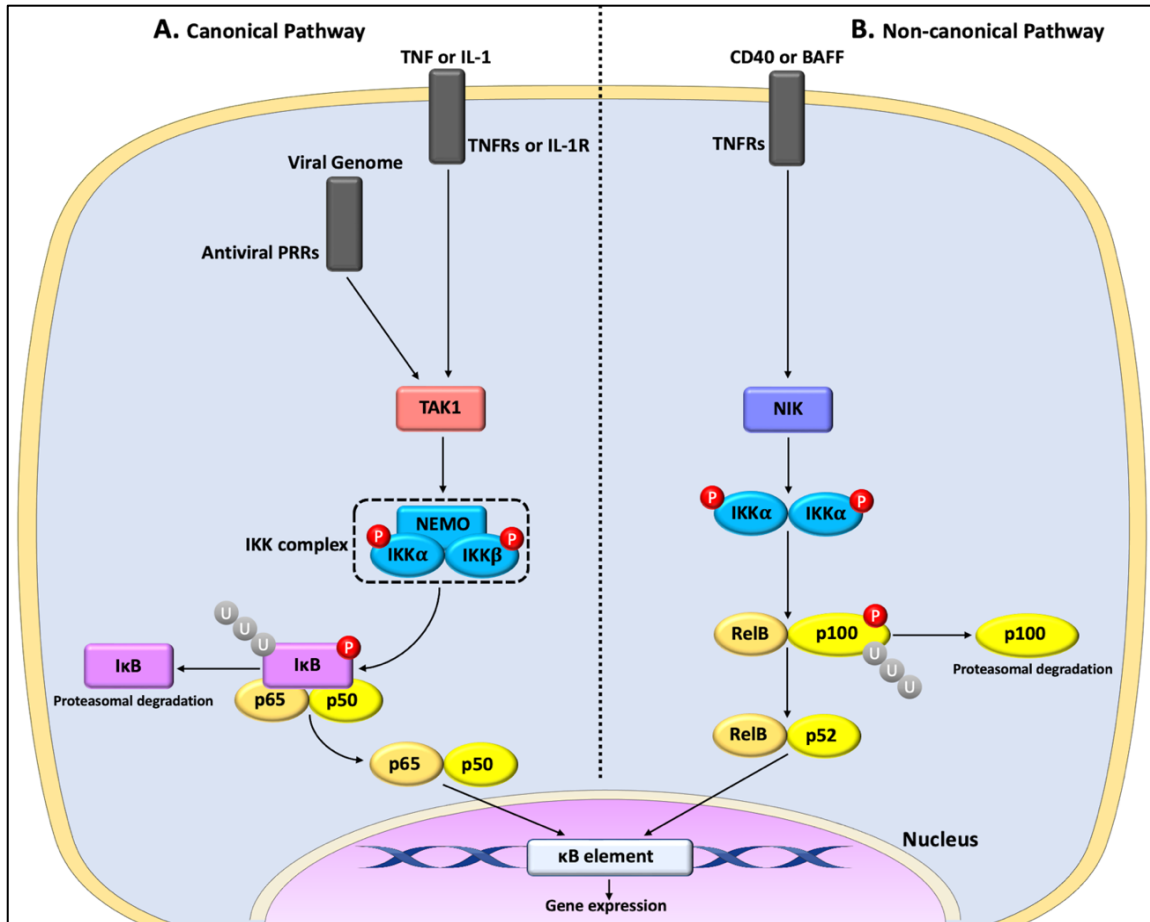 A. Canonical Pathway
TNF or IL-1
TNFRs or IL-1R
Viral Genome
Antiviral PRRs
TAK1
IKK complex
NEMO
P
P
IKKα
IKKβ
U
U
U
P
IκB
IκB
Proteasomal degradation
p65
p50
p65
p50
B. Non-canonical Pathway
CD40 or BAFF
TNFRs
NIK
P
P
IKKα
IKKα
P
RelB
p100
U
U
U
p100
Proteasomal degradation
RelB
p52
Nucleus
κB element
Gene expression